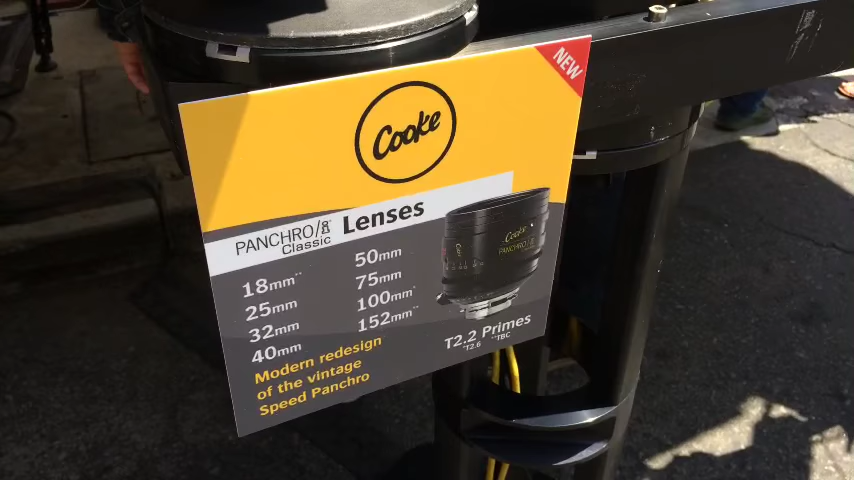 NEW
Cooke
PANCHRO/i Classic Lenses
18mm**
25mm
32mm
40mm
50mm
75mm
100mm*
152mm**
Cooke
PANCHRO/i
T2.2 Primes
*T2.6 **TBC
Modern redesign
of the vintage
Speed Panchro